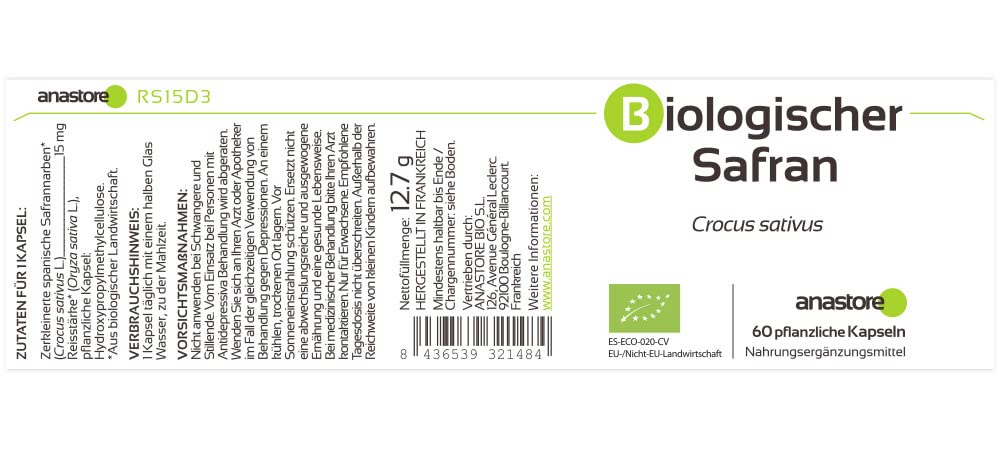 anastore RS15D3
ZUTATEN FÜR 1 KAPSEL:
Zerkleinerte spanische Safrannarben*
(Crocus sativus L.)__________15 mg
Reisstärke* (Oryza sativa L.),
pflanzliche Kapsel:
Hydroxypropylmethylcellulose.
*Aus biologischer Landwirtschaft.
VERBRAUCHSHINWEIS:
1 Kapsel täglich mit einem halben Glas
Wasser, zu der Mahlzeit.
VORSICHTSMAßNAHMEN:
Nicht anwenden bei Schwangere und
Stillende. Vom Einsatz bei Personen mit
Antidepressiva Behandlung wird abgeraten.
Wenden Sie sich an Ihren Arzt oder Apotheker
im Fall der gleichzeitigen Verwendung von
Behandlung gegen Depressionen. An einem
kühlen, trockenen Ort lagern. Vor
Sonneneinstrahlung schützen. Ersetzt nicht
eine abwechslungsreiche und ausgewogene
Ernährung und eine gesunde Lebensweise.
Bei medizinischer Behandlung bitte Ihren Arzt
kontaktieren. Nur für Erwachsene. Empfohlene
Tagesdosis nicht überschreiten. Außerhalb der
Reichweite von kleinen Kindern aufbewahren.
Nettofüllmenge: 12.7 g
HERGESTELLT IN FRANKREICH
Mindestens haltbar bis Ende /
Chargennummer: siehe Boden.
Vertrieben durch:
ANASTORE BIO S.L.
126, Avenue Général Leclerc.
92100 Boulogne-Billancourt.
Frankreich
Weitere Informationen:
www.anastore.com
8 436539 321484
Biologischer
Safran
Crocus sativus
ES-ECO-020-CV
EU-/Nicht-EU-Landwirtschaft
anastore
60 pflanzliche Kapseln
Nahrungsergänzungsmittel